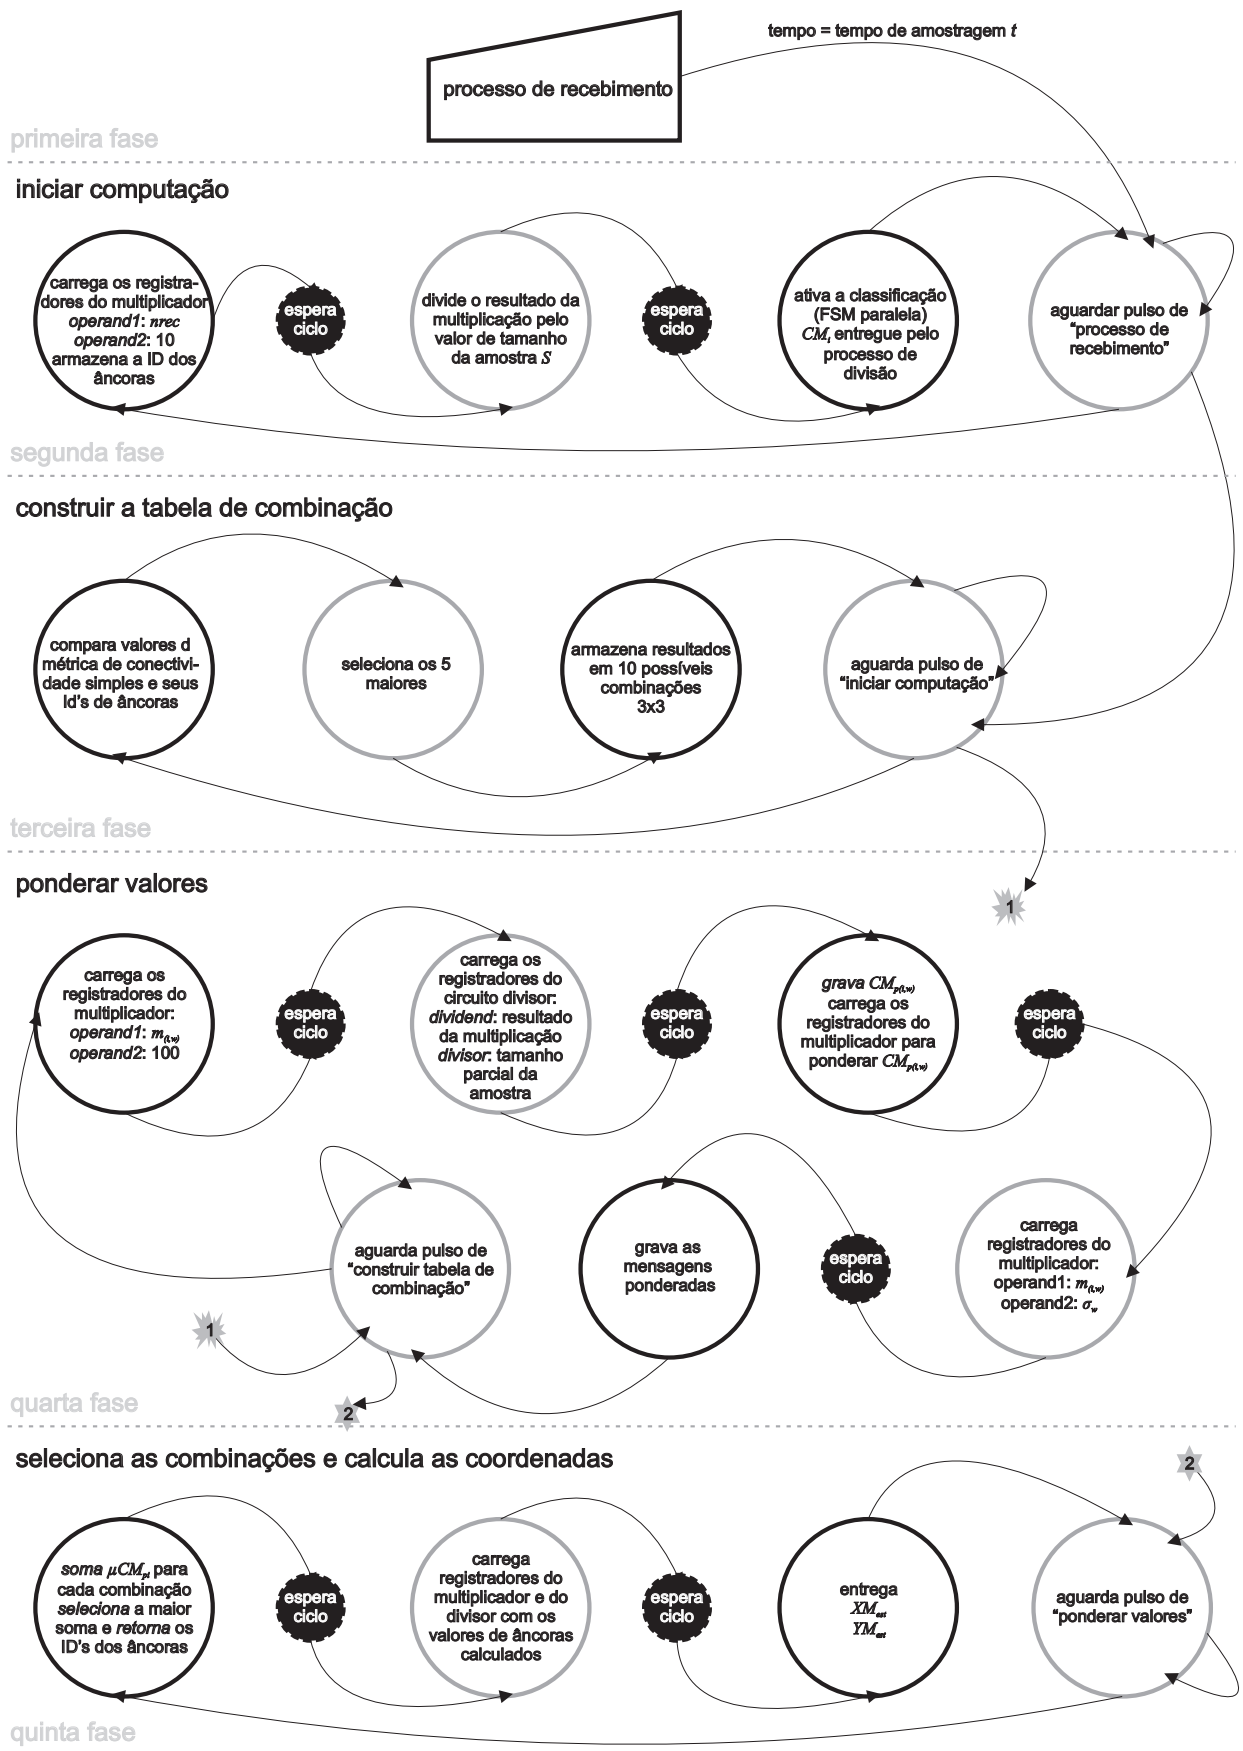 tempo = tempo de amostragem t
processo de recebimento
primeira fase
iniciar computação
carrega os registra-
dores do multiplicador
operand1: nrec
operand2: 10
armazena a ID dos
âncoras
espera
ciclo
divide o resultado da
multiplicação pelo
valor de tamanho
da amostra S
espera
ciclo
ativa a classificação
(FSM paralela)
CMi entregue pelo
processo de
divisão
aguardar pulso de
“processo de
recebimento”
segunda fase
construir a tabela de combinação
compara valores d
métrica de conectivi-
dade simples e seus
Id's de âncoras
seleciona os 5
maiores
armazena resultados
em 10 possíveis
combinações
3x3
aguarda pulso de
“iniciar computação”
terceira fase
ponderar valores
1
carrega os
registradores do
multiplicador:
operand1: m(i,w)
operand2: 100
espera
ciclo
carrega os
registradores do
circuito divisor:
dividend: resultado
da multiplicação
divisor: tamanho
parcial da
amostra
espera
ciclo
grava CMp(i,w)
carrega os
registradores do
multiplicador para
ponderar CMp(i,w)
espera
ciclo
aguarda pulso de
“construir tabela de
combinação”
grava as
mensagens
ponderadas
espera
ciclo
carrega
registradores do
multiplicador:
operand1: m(i,w)
operand2: σw
1
2
quarta fase
seleciona as combinações e calcula as coordenadas
2
soma μCMpi para
cada combinação
seleciona a maior
soma e retorna os
ID's dos âncoras
espera
ciclo
carrega
registradores do
multiplicador e do
divisor com os
valores de âncoras
calculados
espera
ciclo
entrega
XMest
YMest
aguarda pulso de
“ponderar valores”
quinta fase